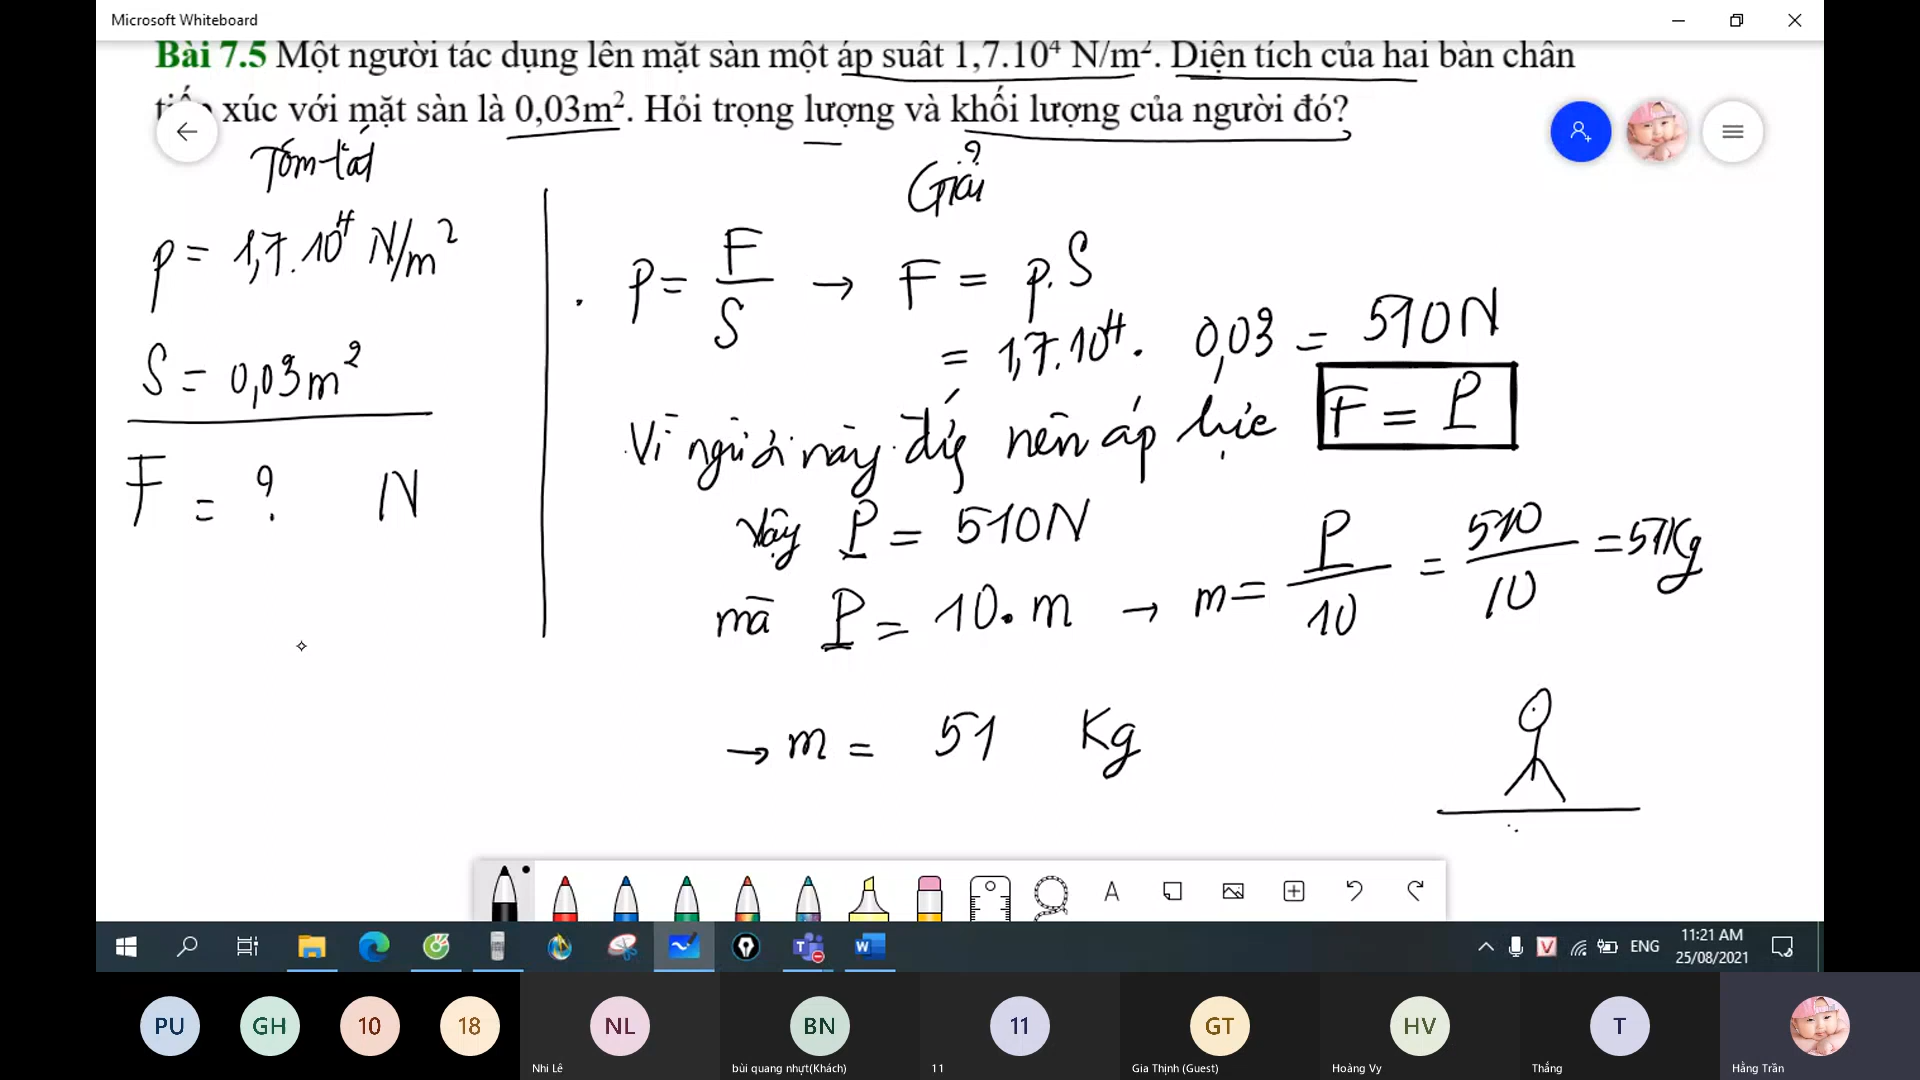 Microsoft Whiteboard
Bài 7.5 Một người tác dụng lên mặt sàn một áp suất 1,7.10⁴ N/m². Diện tích của hai bàn chân
xúc với mặt sàn là 0,03m². Hỏi trọng lượng và khối lượng của người đó?
Tóm tắt
p = 1,7.10⁴ N/m²
S = 0,03m²
F = ? N
Giải
p = F/S → F = p.S
= 1,7.10⁴. 0,03 = 510N
Vì người này đứg nên áp lực F = P
Vậy P = 510N
mà P = 10.m → m = P/10 = 510/10 = 51Kg
→ m = 51 Kg
A
ENG
11:21 AM
25/08/2021
PU
GH
10
18
NL
Nhi Lê
BN
bùi quang nhựt(Khách)
11
11
GT
Gia Thịnh (Guest)
HV
Hoàng Vy
T
Thắng
Hằng Trần